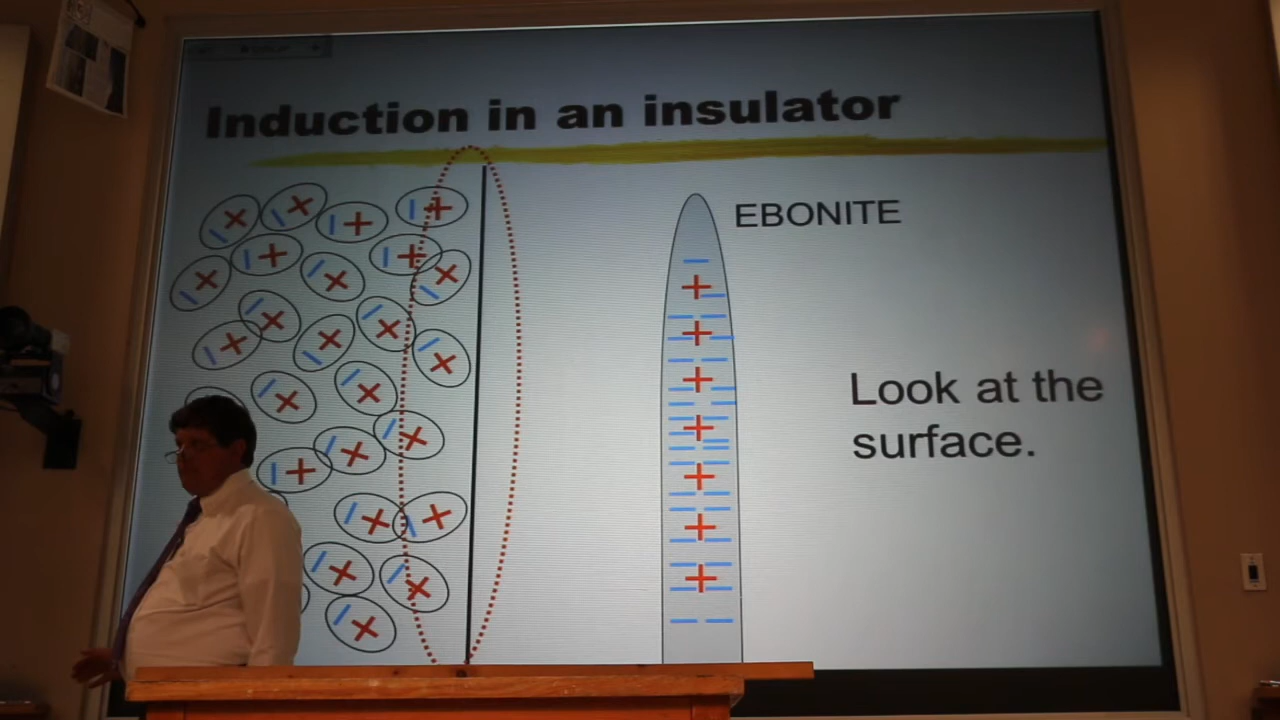 Induction in an insulator
EBONITE
Look at the
surface.